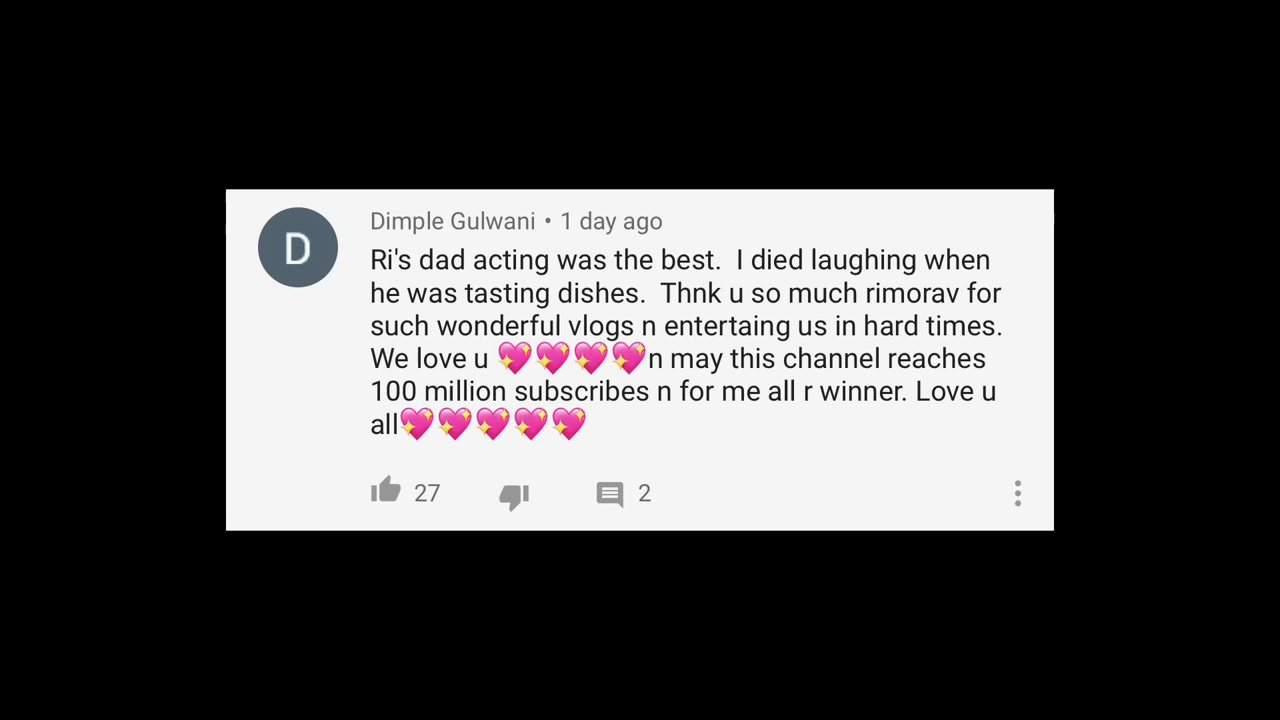 D
Dimple Gulwani • 1 day ago
Ri's dad acting was the best.  I died laughing when
he was tasting dishes.  Thnk u so much rimorav for
such wonderful vlogs n entertaing us in hard times.
We love u 💖💖💖💖n may this channel reaches
100 million subscribes n for me all r winner. Love u
all💖💖💖💖💖
27 2